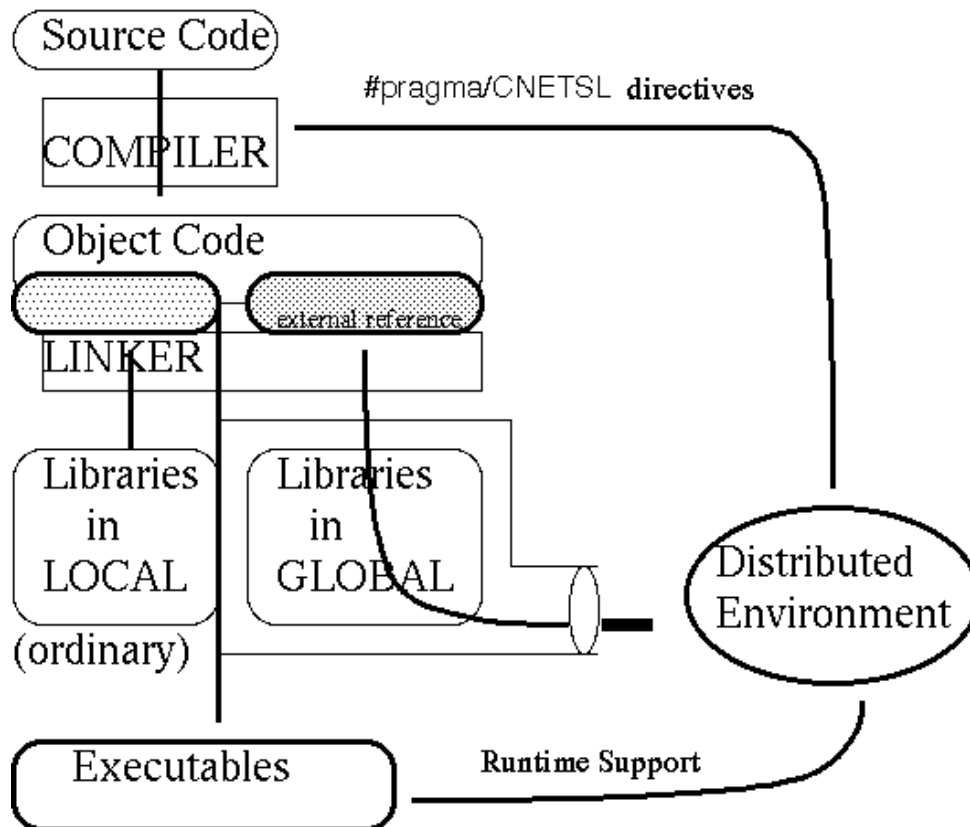 Source Code
#pragma/CNETSL directives
COMPILER
Object Code
external reference
LINKER
Libraries
in
LOCAL
(ordinary)
Libraries
in
GLOBAL
Distributed
Environment
Executables
Runtime Support